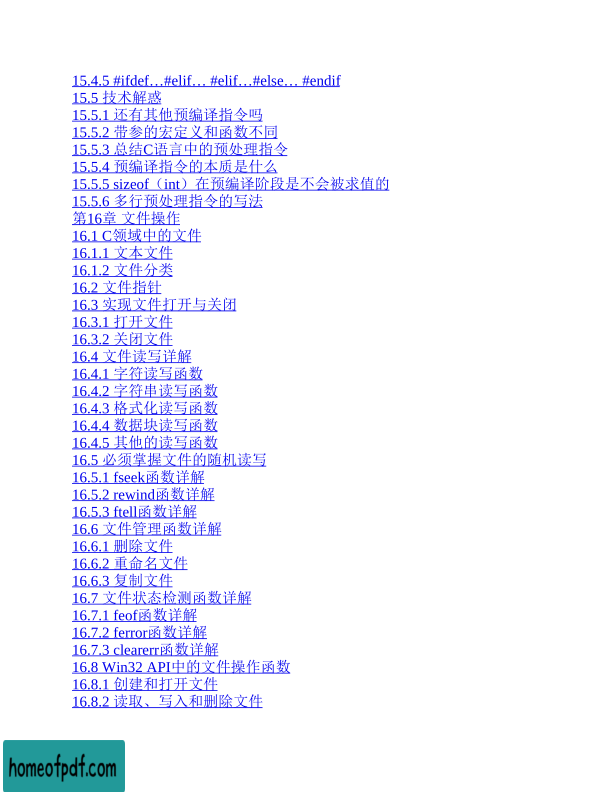 15.4.5 #ifdef…#elif… #elif…#else… #endif
15.5 技术解惑
15.5.1 还有其他预编译指令吗
15.5.2 带参的宏定义和函数不同
15.5.3 总结C语言中的预处理指令
15.5.4 预编译指令的本质是什么
15.5.5 sizeof（int）在预编译阶段是不会被求值的
15.5.6 多行预处理指令的写法
第16章 文件操作
16.1 C领域中的文件
16.1.1 文本文件
16.1.2 文件分类
16.2 文件指针
16.3 实现文件打开与关闭
16.3.1 打开文件
16.3.2 关闭文件
16.4 文件读写详解
16.4.1 字符读写函数
16.4.2 字符串读写函数
16.4.3 格式化读写函数
16.4.4 数据块读写函数
16.4.5 其他的读写函数
16.5 必须掌握文件的随机读写
16.5.1 fseek函数详解
16.5.2 rewind函数详解
16.5.3 ftell函数详解
16.6 文件管理函数详解
16.6.1 删除文件
16.6.2 重命名文件
16.6.3 复制文件
16.7 文件状态检测函数详解
16.7.1 feof函数详解
16.7.2 ferror函数详解
16.7.3 clearerr函数详解
16.8 Win32 API中的文件操作函数
16.8.1 创建和打开文件
16.8.2 读取、写入和删除文件
homeofpdf.com